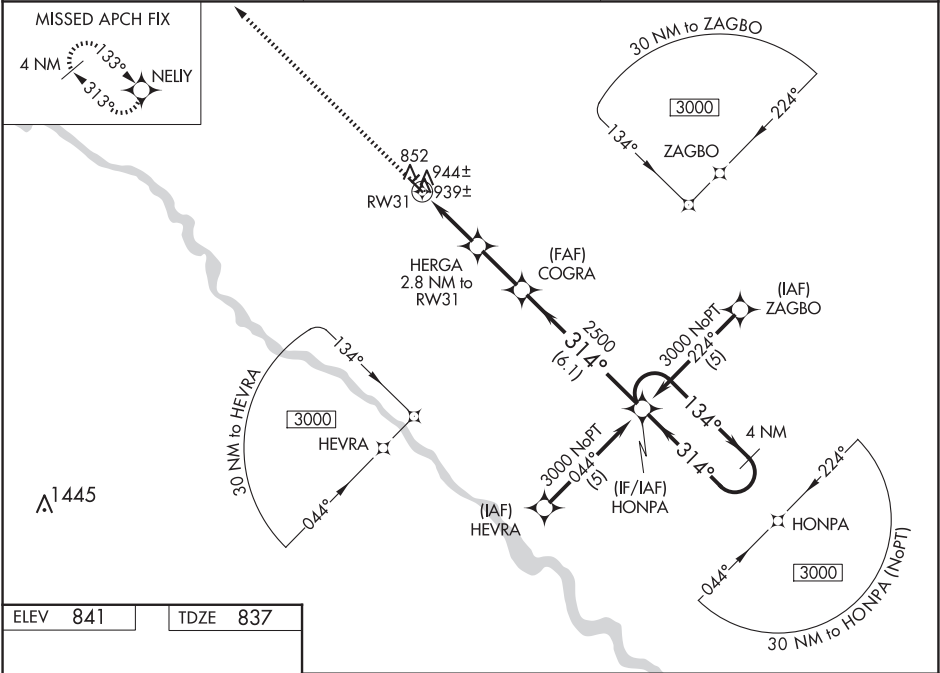 MISSED APCH FIX
4 NM
133°
313°
NELIY
30 NM to ZAGBO
3000
134°
224°
ZAGBO
852
944±
939±
RW31
HERGA
2.8 NM to
RW31
(FAF)
COGRA
(IAF)
ZAGBO
3000 NoPT
224°
(5)
2500
314°
(6.1)
134°
4 NM
314°
30 NM to HEVRA
134°
3000
HEVRA
044°
1445
3000 NoPT
044°
(5)
(IAF)
HEVRA
(IF/IAF)
HONPA
224°
HONPA
044°
3000
30 NM to HONPA (NoPT)
ELEV 841
TDZE 837